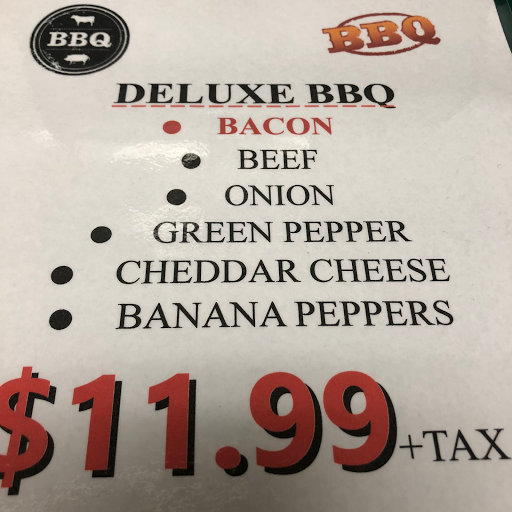 BBQ BBQ
DELUXE BBQ
• BACON
• BEEF
• ONION
• GREEN PEPPER
• CHEDDAR CHEESE
• BANANA PEPPERS
$11.99 +TAX